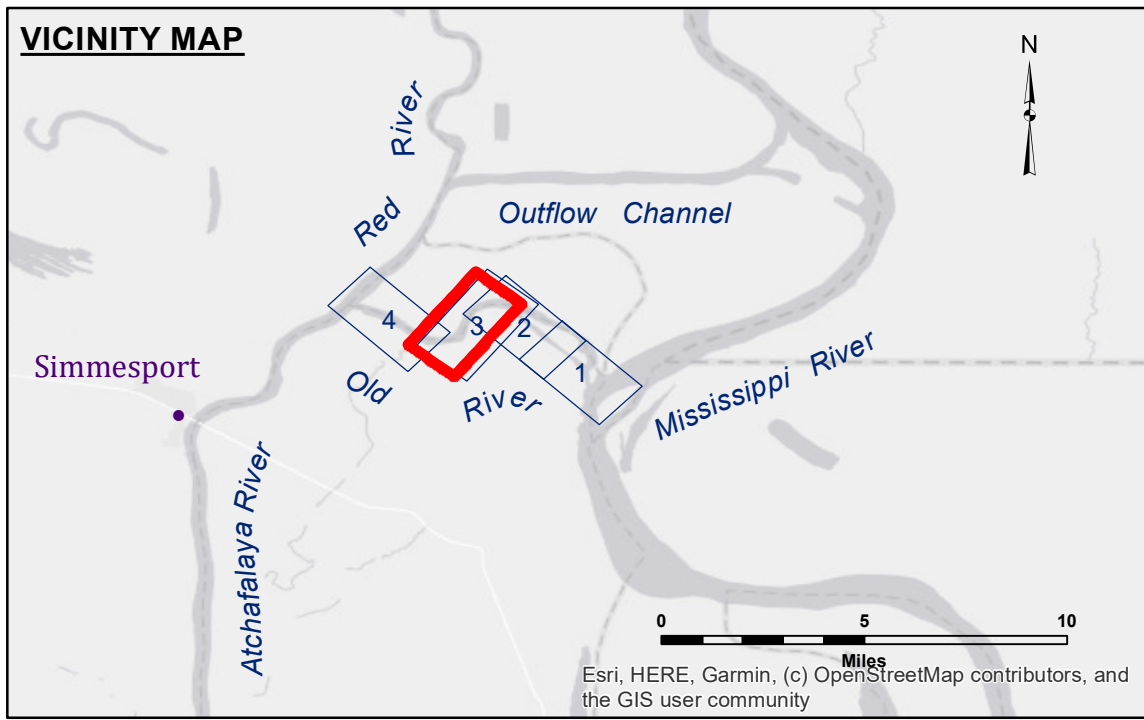 VICINITY MAP
N
Red River
Outflow Channel
4
3
2
1
Simmesport
Old River
Mississippi River
Atchafalaya River
0 5 10
Miles
Esri, HERE, Garmin, (c) OpenStreetMap contributors, and
the GIS user community